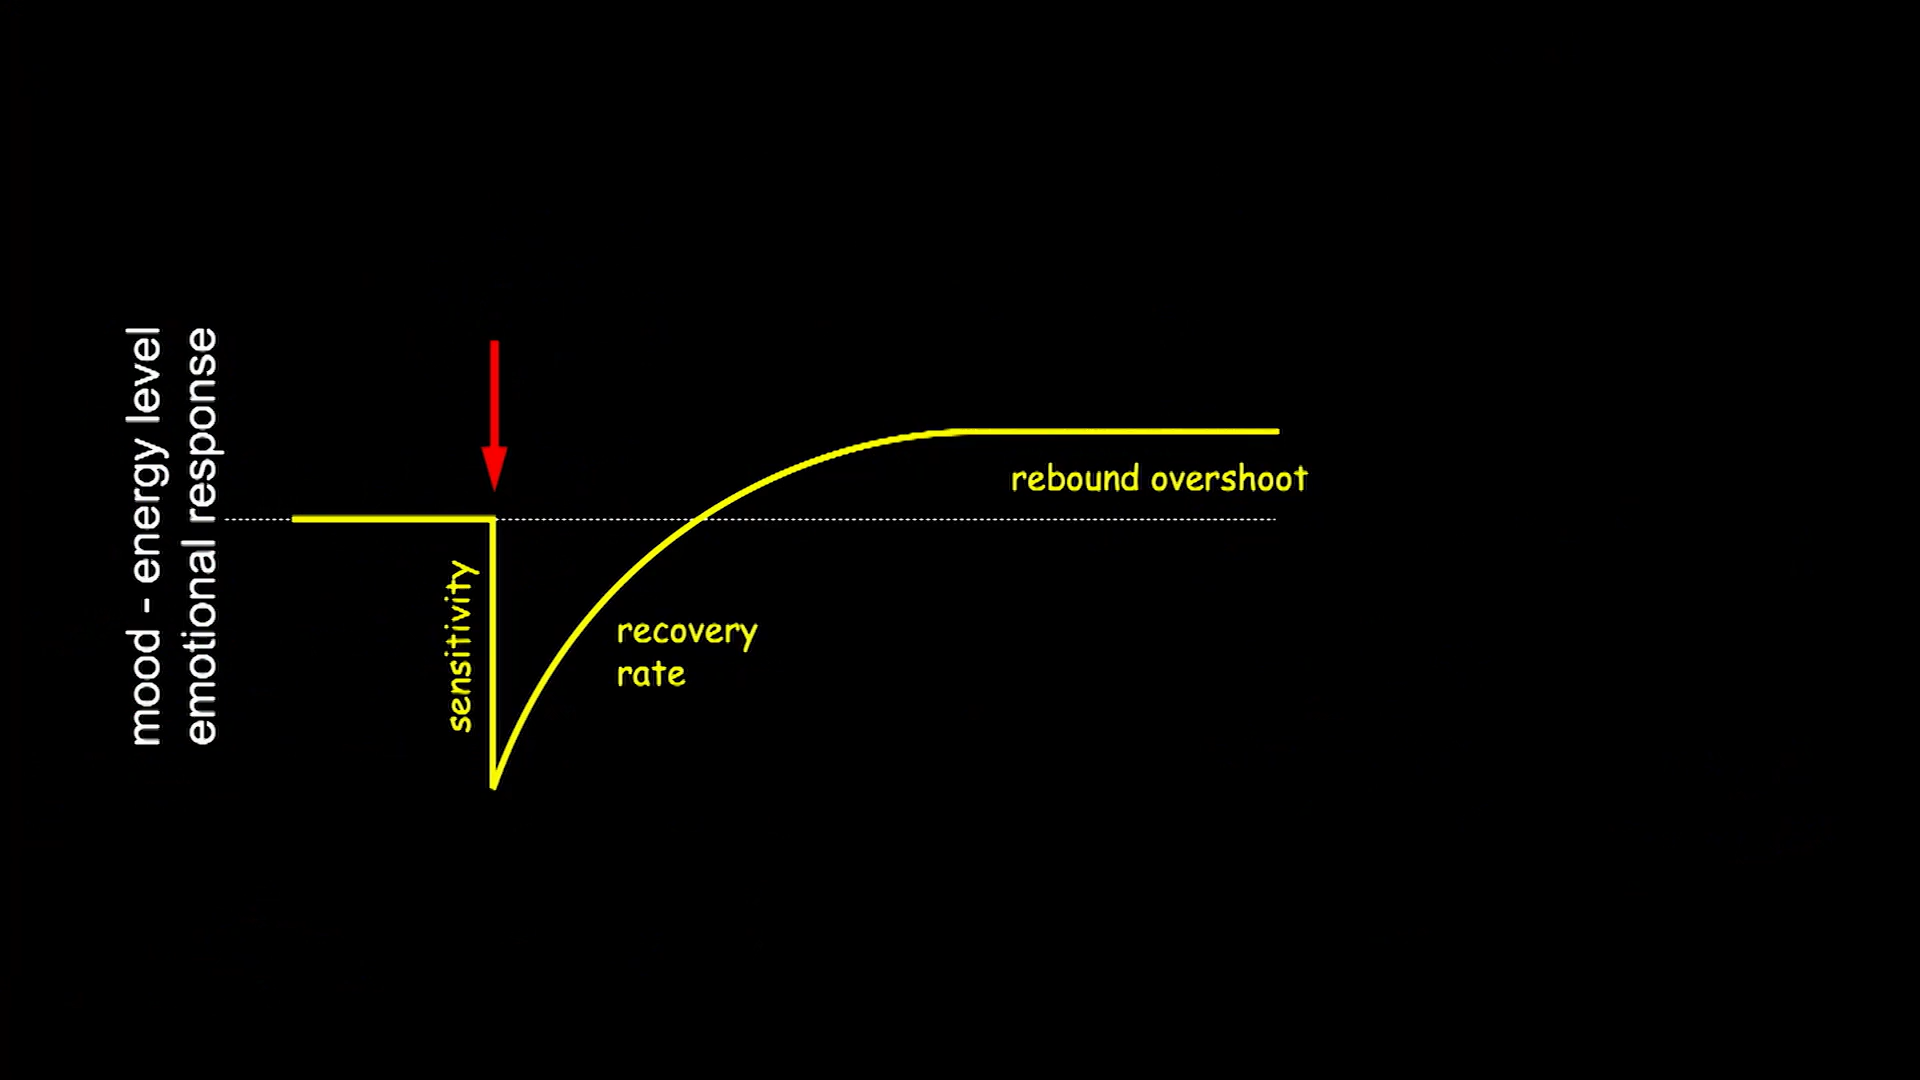 mood - energy level
emotional response
sensitivity
recovery
rate
rebound overshoot